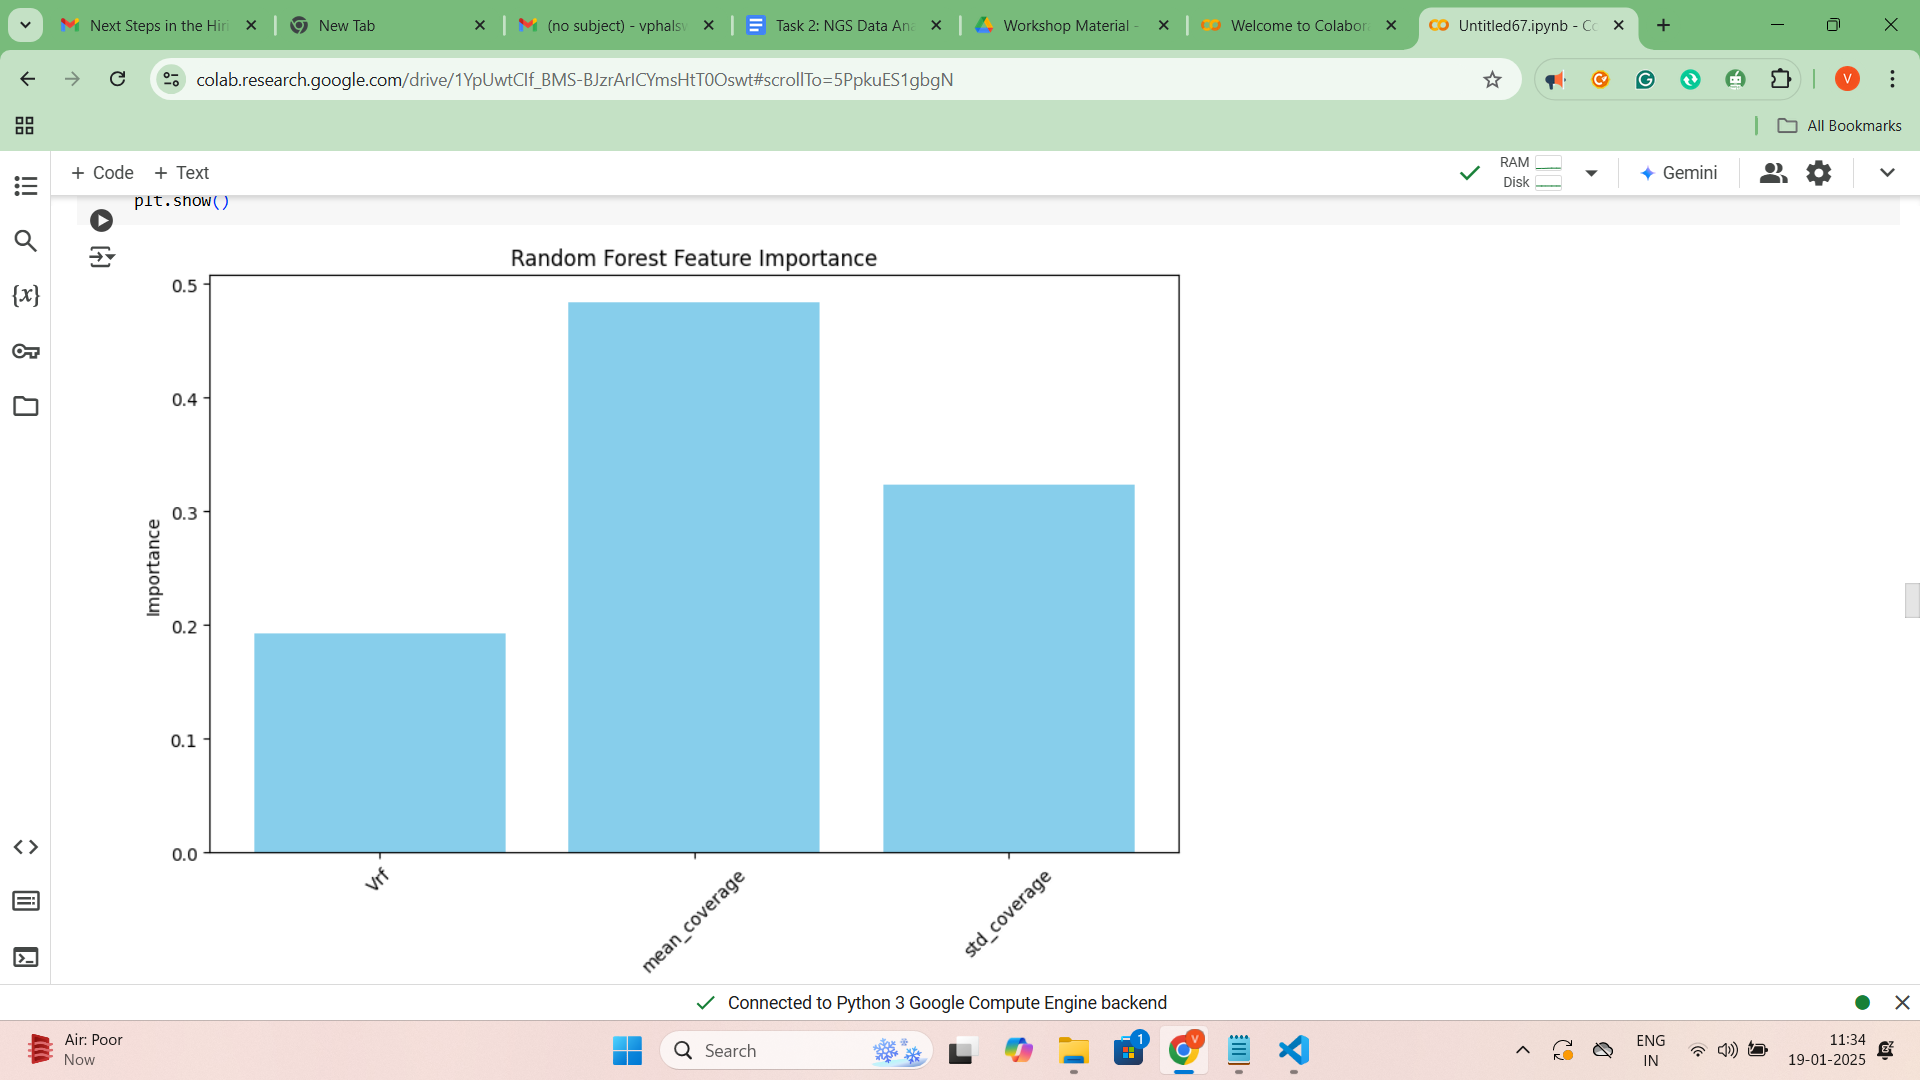 Next Steps in the Hiri
New Tab
(no subject) - vphalsw
Task 2: NGS Data Ana
Workshop Material -
Welcome to Colabor
Untitled67.ipynb - Co
colab.research.google.com/drive/1YpUwtCIf_BMS-BJzrArICYmsHtT0Oswt#scrollTo=5PpkuES1gbgN
V
All Bookmarks
+ Code + Text
RAM
Disk
Gemini
plt.show()
{x}
Random Forest Feature Importance
0.5
0.4
0.3
0.2
0.1
0.0
Importance
Vrf
mean_coverage
std_coverage
Connected to Python 3 Google Compute Engine backend
Air: Poor
Now
Search
1
V
ENG
IN
11:34
19-01-2025